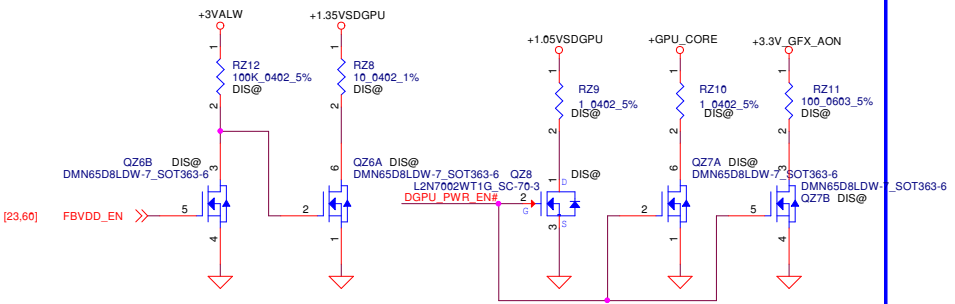 +3VALW
+1.35VSDGPU
+1.05VSDGPU
+GPU_CORE
+3.3V_GFX_AON
1
1
1
1
1
RZ12
100K_0402_5%
DIS@
RZ8
10_0402_1%
DIS@
RZ9
1_0402_5%
DIS@
RZ10
1_0402_5%
DIS@
RZ11
100_0603_5%
DIS@
2
2
2
2
2
QZ6B DIS@
DMN65D8LDW-7_SOT363-6
3
QZ6A DIS@
DMN65D8LDW-7_SOT363-6
6
QZ8 DIS@
L2N7002WT1G_SC-70-3
1
D
QZ7A DIS@
DMN65D8LDW-7_SOT363-6
6
3
DMN65D8LDW-7_SOT363-6
QZ7B DIS@
DGPU_PWR_EN#
2
G
[23,60] FBVDD_EN
5
2
2
5
S
4
1
3
1
4